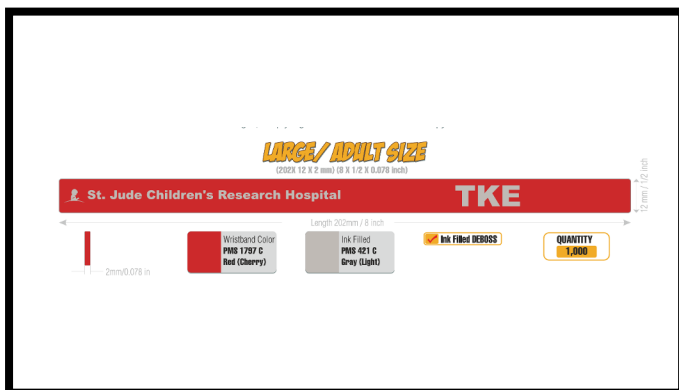 LARGE/ ADULT SIZE
(202X 12 X 2 mm) (8 X 1/2 X 0.078 inch)
St. Jude Children's Research Hospital TKE
12 mm / 1/2 inch
Length 202mm / 8 inch
2mm/0.078 in
Wristband Color
PMS 1797 C
Red (Cherry)
Ink Filled
PMS 421 C
Gray (Light)
Ink Filled DEBOSS
QUANTITY
1,000